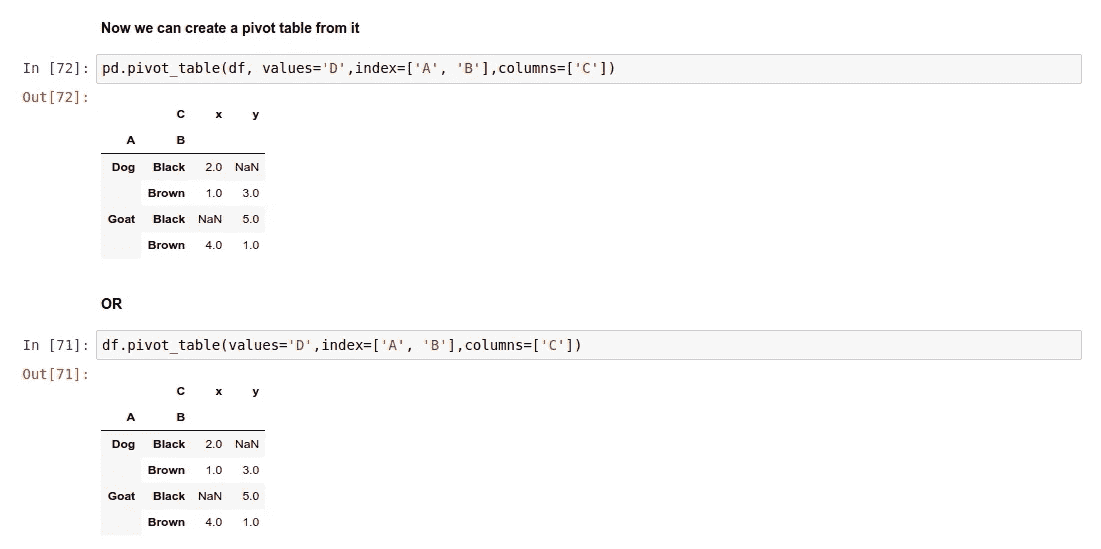 Now we can create a pivot table from it
In [72]: pd.pivot_table(df, values='D',index=['A', 'B'],columns=['C'])
Out[72]:
C x y
A B
Dog Black 2.0 NaN
Brown 1.0 3.0
Goat Black NaN 5.0
Brown 4.0 1.0
OR
In [71]: df.pivot_table(values='D',index=['A', 'B'],columns=['C'])
Out[71]:
C x y
A B
Dog Black 2.0 NaN
Brown 1.0 3.0
Goat Black NaN 5.0
Brown 4.0 1.0